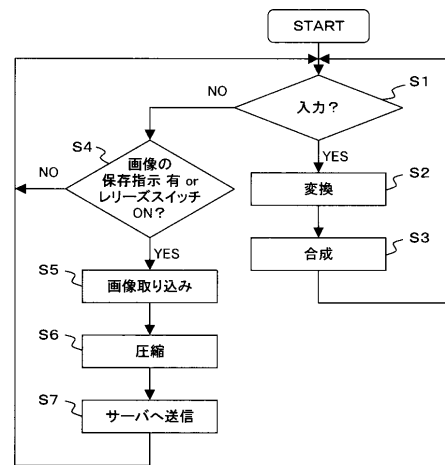 START
S1
NO
入力?
S4
YES
画像の
保存指示 有 or
レリーズスイッチ
ON?
NO
S2
変換
S3
合成
YES
S5
画像取り込み
S6
圧縮
S7
サーバへ送信